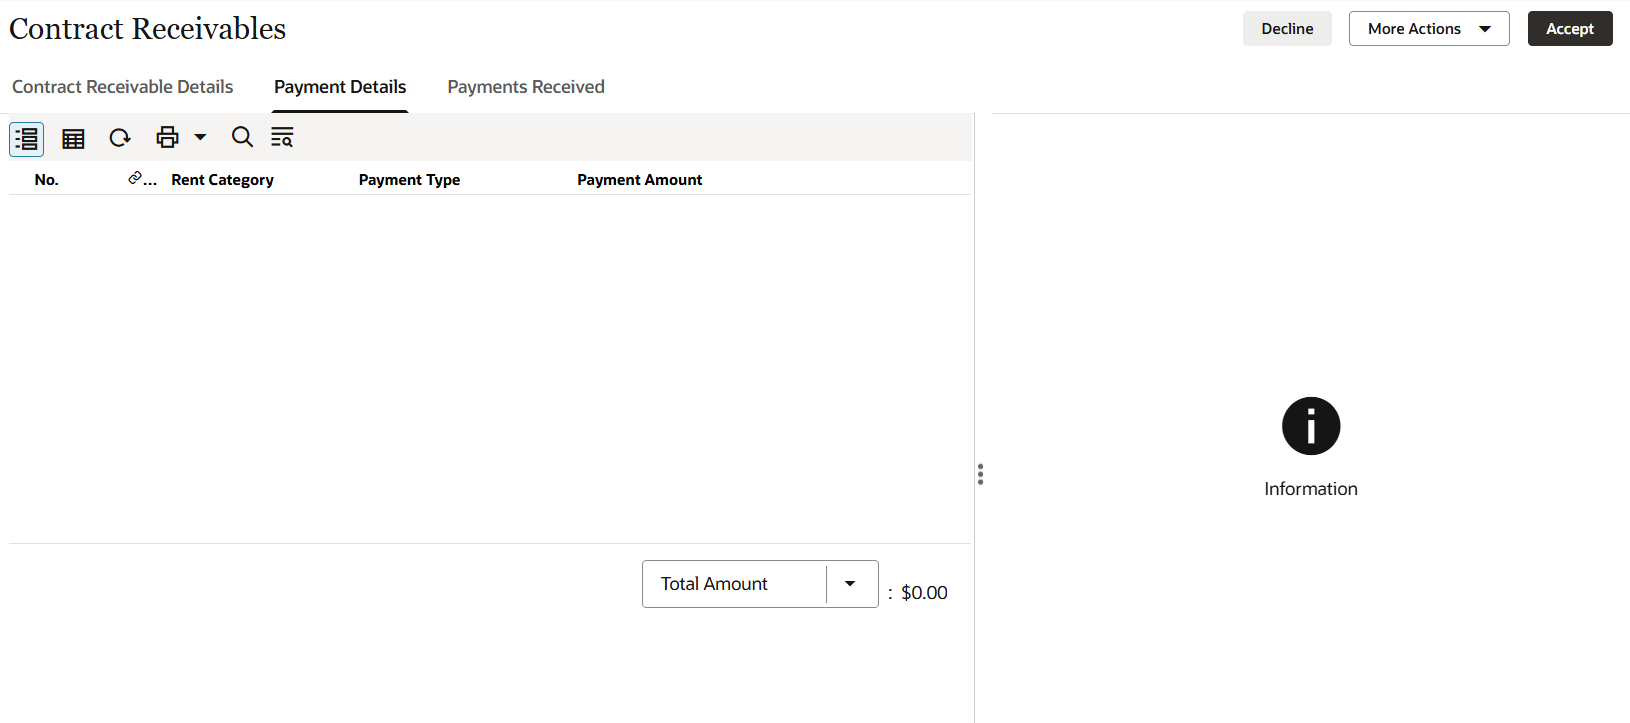 Contract Receivables
Decline
More Actions
Accept
Contract Receivable Details
Payment Details
Payments Received
No.
...
Rent Category
Payment Type
Payment Amount
Information
Total Amount
: $0.00